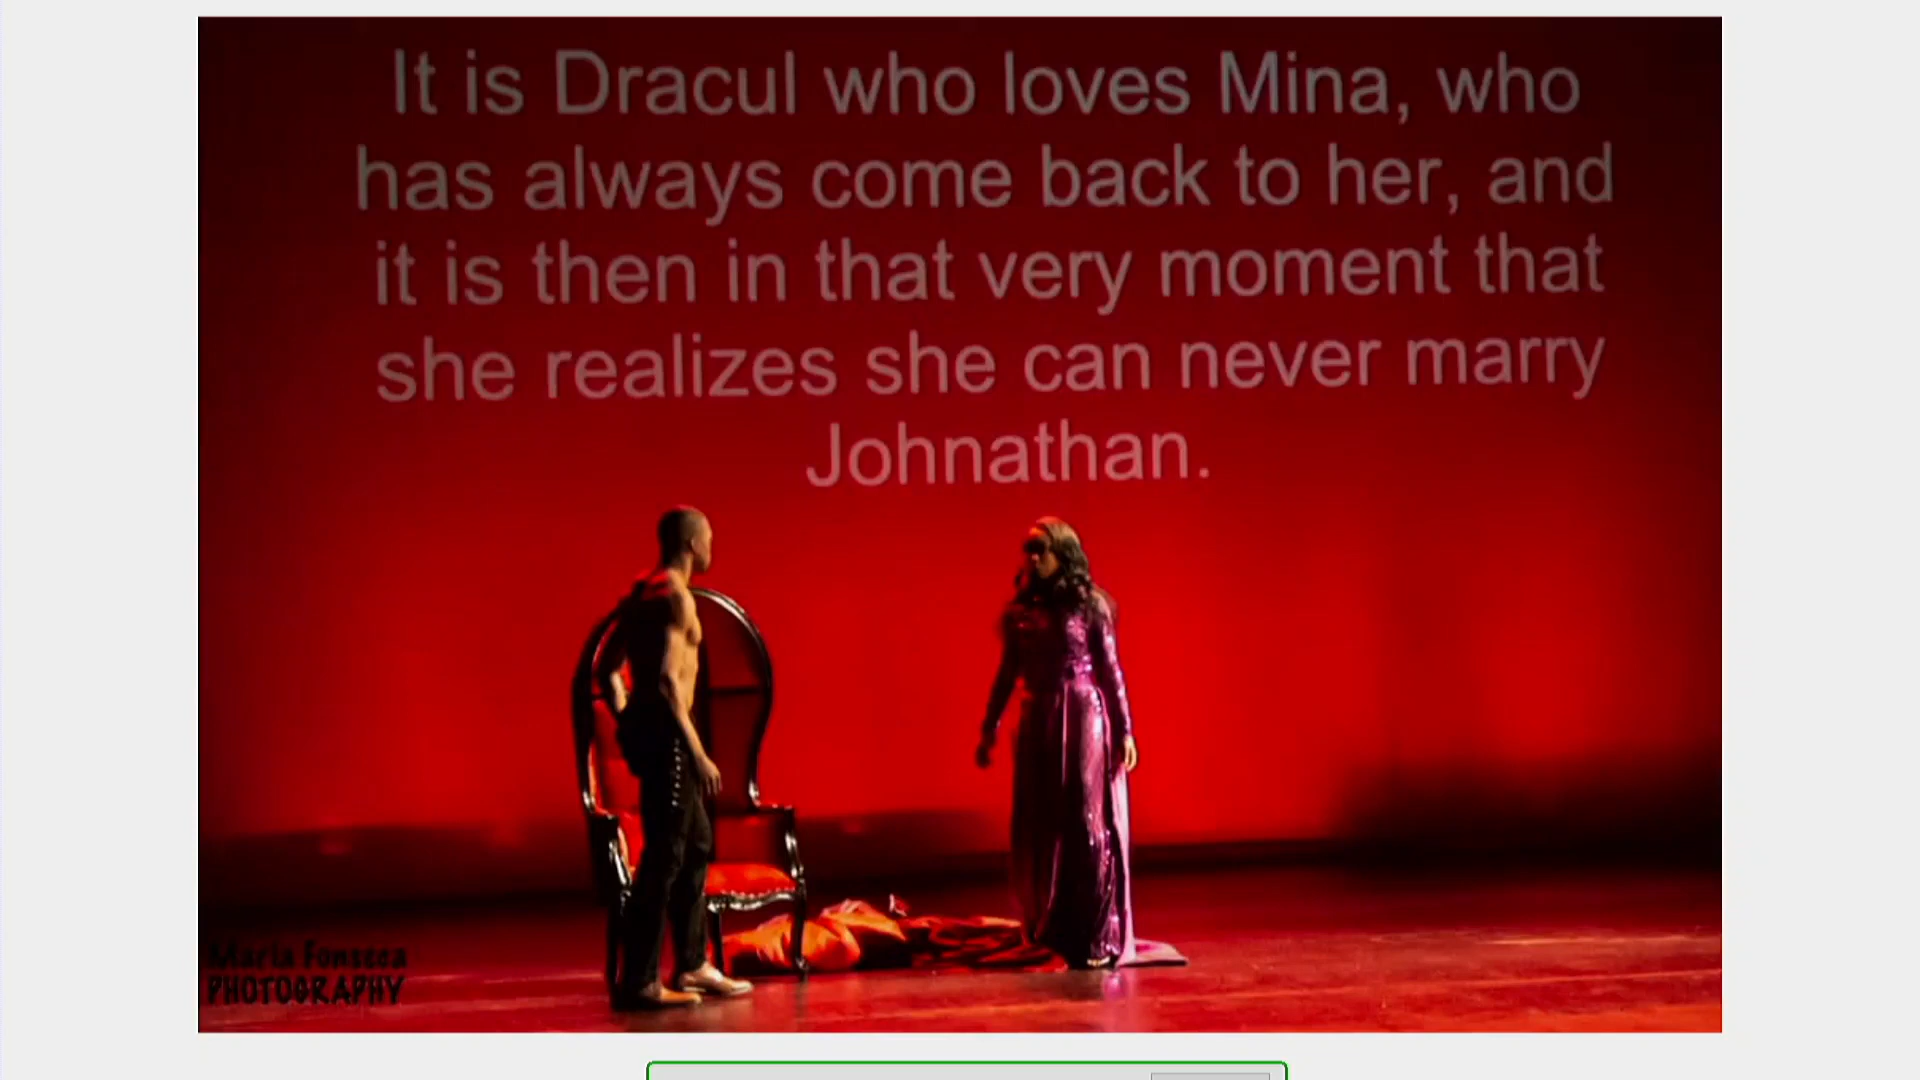 It is Dracul who loves Mina, who
has always come back to her, and
it is then in that very moment that
she realizes she can never marry
Johnathan.
Maria Fonseca
PHOTOGRAPHY